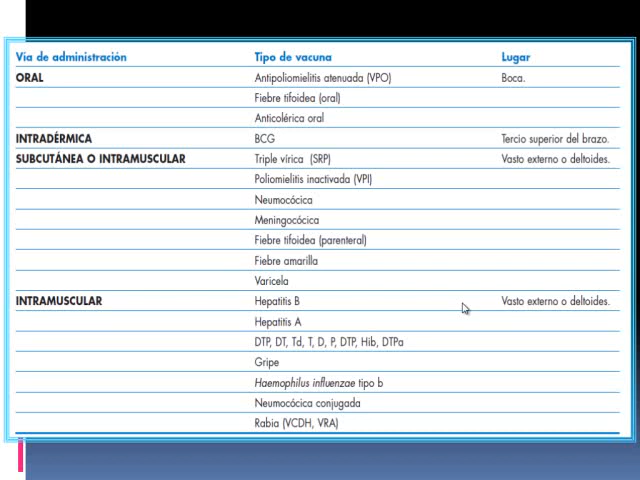 Via de administración Tipo de vacuna Lugar
ORAL Antipoliomielitis atenuada (VPO) Boca.
Fiebre tifoidea (oral)
Anticolérica oral
INTRADÉRMICA BCG Tercio superior del brazo.
SUBCUTÁNEA O INTRAMUSCULAR Triple vírica (SRP) Vasto externo o deltoides.
Poliomielitis inactivada (VPI)
Neumocócica
Meningocócica
Fiebre tifoidea (parenteral)
Fiebre amarilla
Varicela
INTRAMUSCULAR Hepatitis B Vasto externo o deltoides.
Hepatitis A
DTP, DT, Td, T, D, P, DTP, Hib, DTPa
Gripe
Haemophilus influenzae tipo b
Neumocócica conjugada
Rabia (VCDH, VRA)